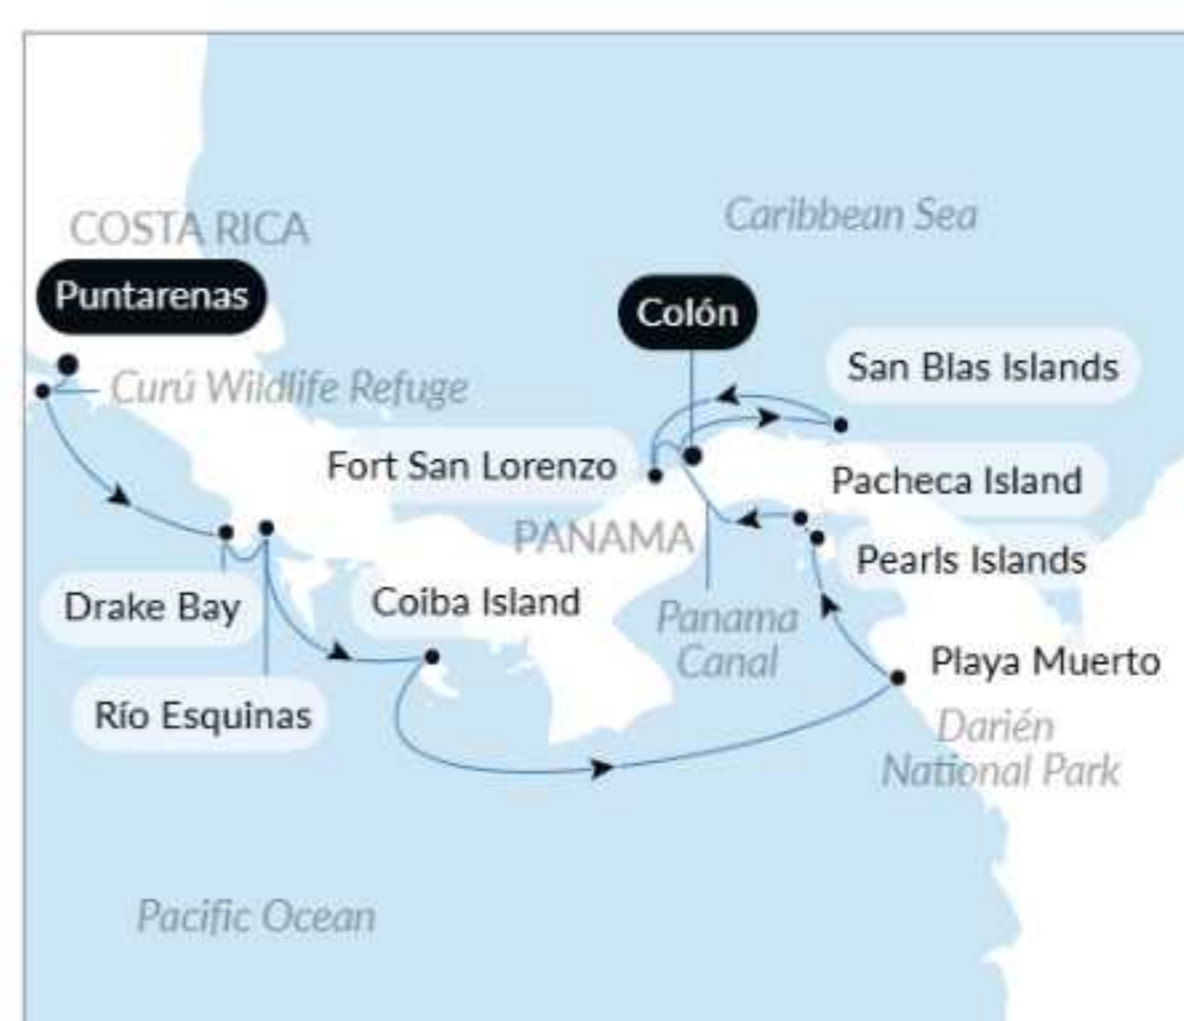 Caribbean Sea
COSTA RICA
Puntarenas
Colón
San Blas Islands
Curú Wildlife Refuge
Fort San Lorenzo
Pacheca Island
PANAMA
Pearls Islands
Drake Bay
Coiba Island
Panama
Canal
Playa Muerto
Río Esquinas
Darién
National Park
Pacific Ocean